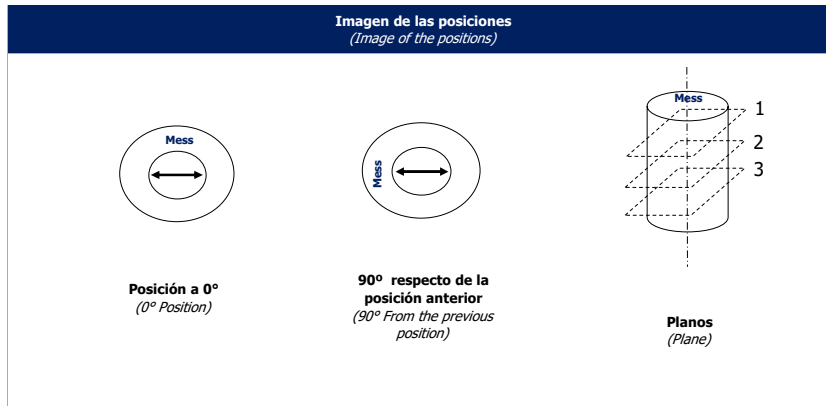 Imagen de las posiciones
(Image of the positions)
Mess
Posición a 0°
(0° Position)
Mess
90º respecto de la
posición anterior
(90° From the previous
position)
Mess
1
2
3
Planos
(Plane)